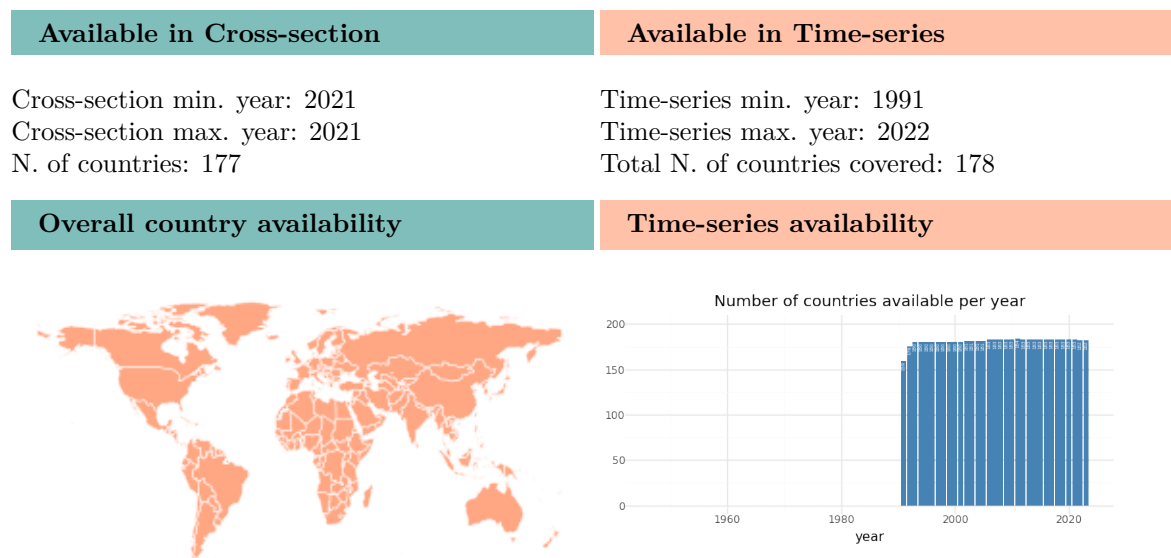 Available in Cross-section
Available in Time-series
Cross-section min. year: 2021
Cross-section max. year: 2021
N. of countries: 177
Time-series min. year: 1991
Time-series max. year: 2022
Total N. of countries covered: 178
Overall country availability
Time-series availability
Number of countries available per year
200
150
100
50
0
1960
1980
2000
2020
year